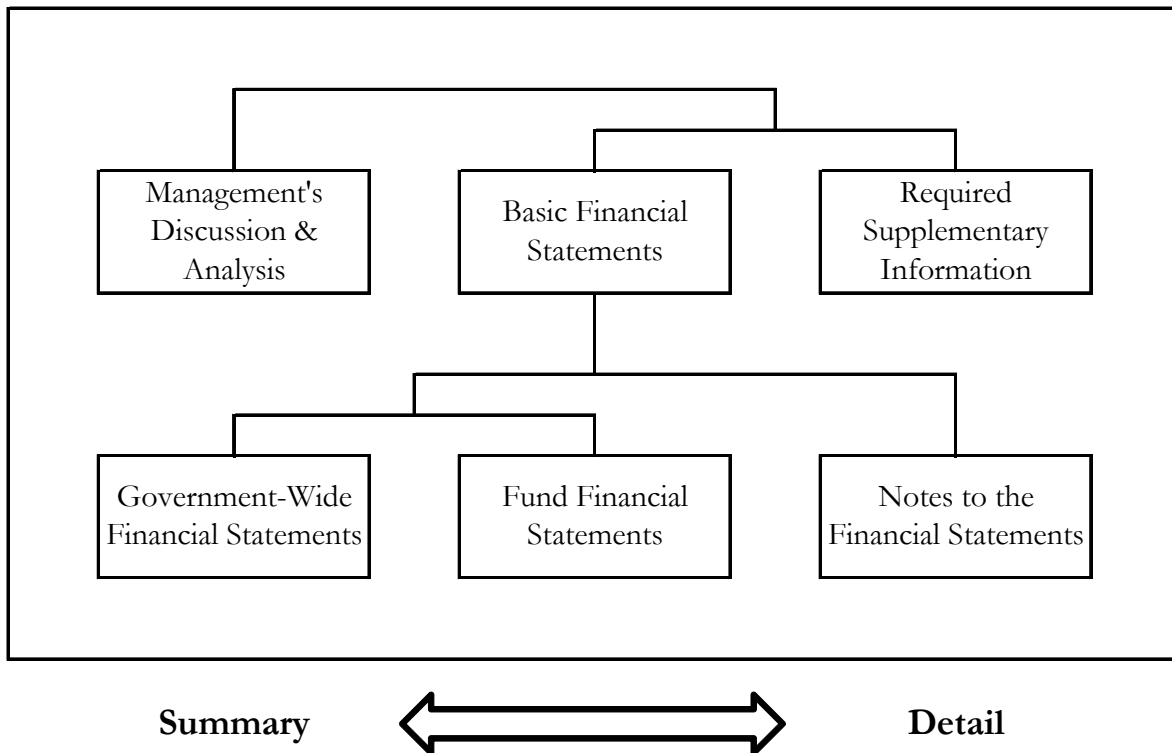 Management's
Discussion &
Analysis
Basic Financial
Statements
Required
Supplementary
Information
Government-Wide
Financial Statements
Fund Financial
Statements
Notes to the
Financial Statements
Summary
Detail